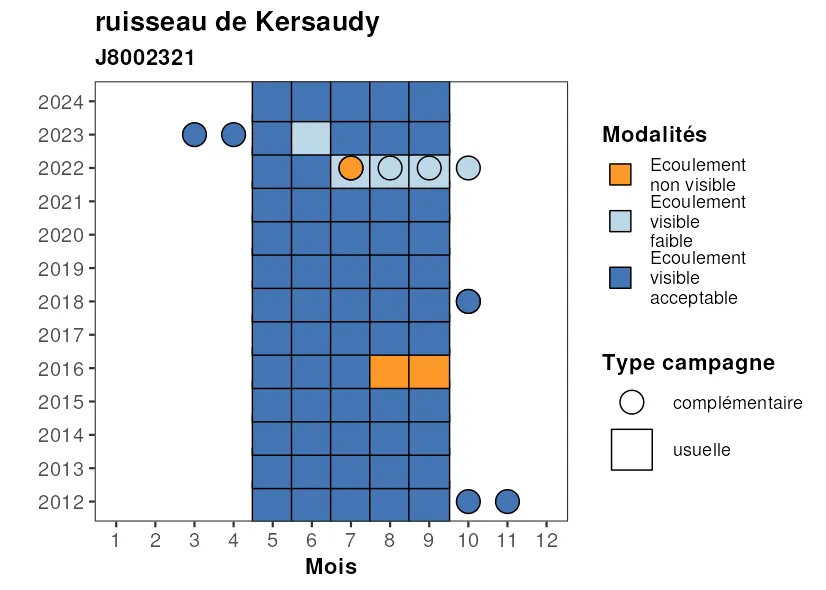 ruisseau de Kersaudy
J8002321
2024
2023
2022
2021
2020
2019
2018
2017
2016
2015
2014
2013
2012
1 2 3 4 5 6 7 8 9 10 11 12
Mois
Modalités
Ecoulement
non visible
Ecoulement
visible
faible
Ecoulement
visible
acceptable
Type campagne
complémentaire
usuelle